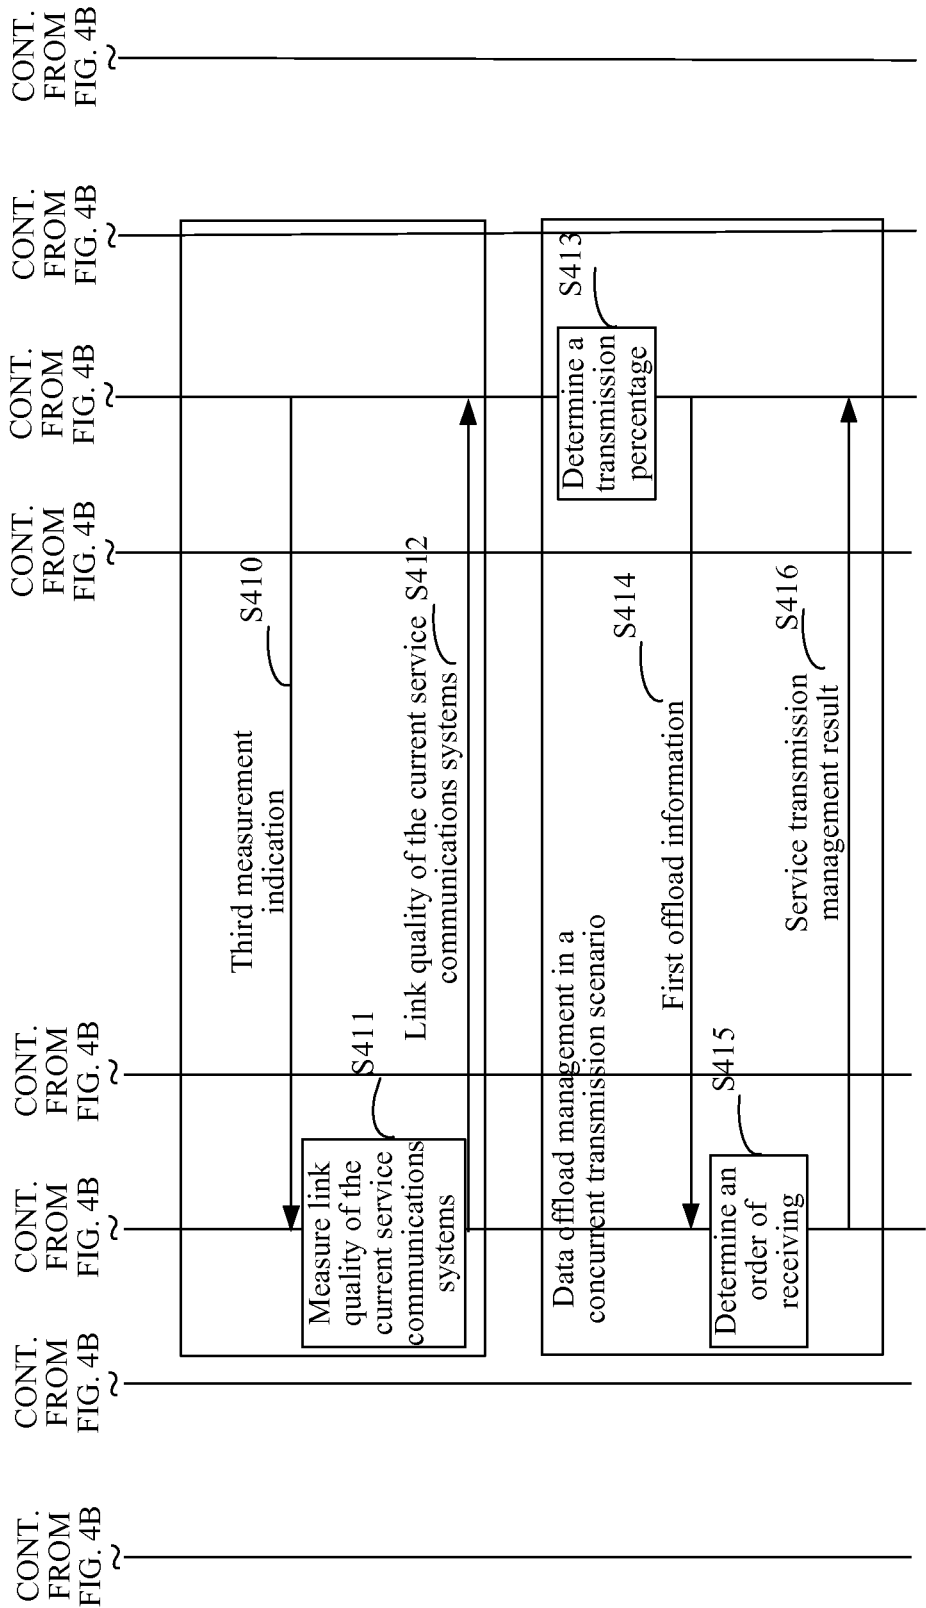 CONT.
FROM
FIG. 4B
CONT.
FROM
FIG. 4B
CONT.
FROM
FIG. 4B
CONT.
FROM
FIG. 4B
CONT.
FROM
FIG. 4B
CONT.
FROM
FIG. 4B
CONT.
FROM
FIG. 4B
CONT.
FROM
FIG. 4B
Third measurement
indication
S410
Measure link
quality of the
current service
communications
systems
S411
Link quality of the current service
communications systems
S412
Data offload management in a
concurrent transmission scenario
Determine a
transmission
percentage
S413
First offload information
S414
Determine an
order of
receiving
S415
Service transmission
management result
S416